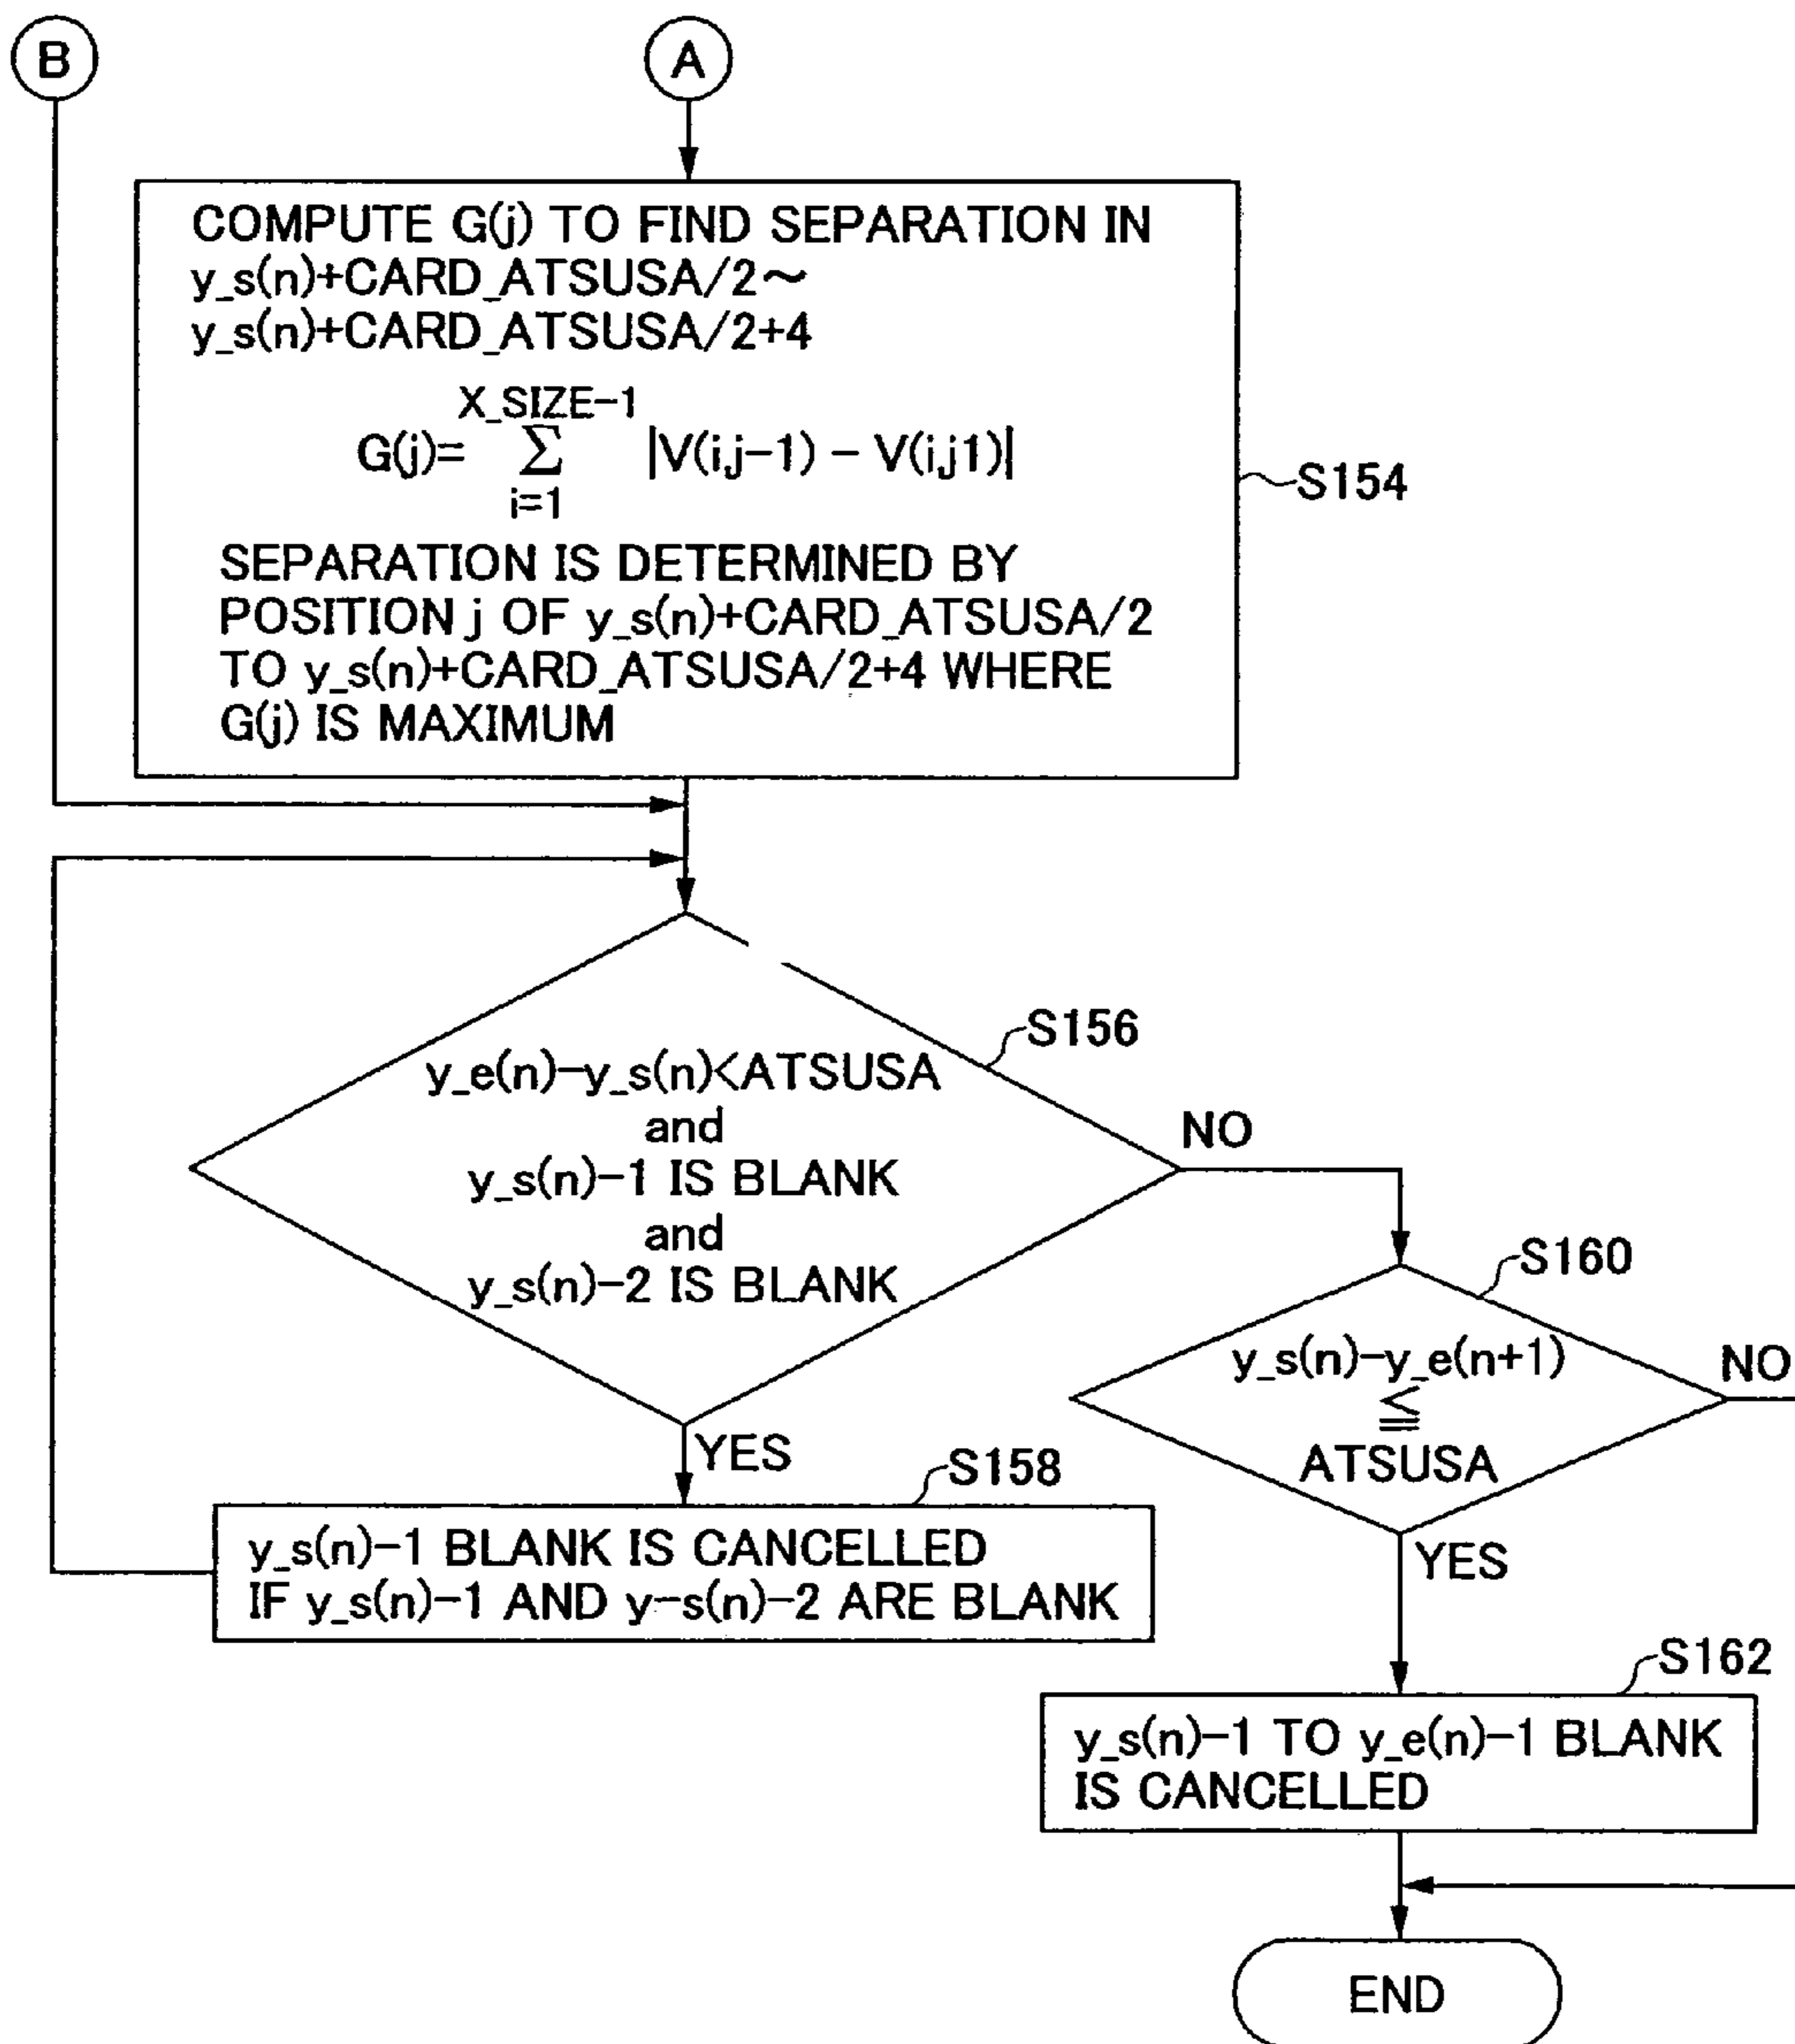 B
A
COMPUTE G(j) TO FIND SEPARATION IN
y_s(n)+CARD_ATSUSA/2~
y_s(n)+CARD_ATSUSA/2+4
X_SIZE-1
G(j)= Σ |V(i,j-1) - V(i,j1)|
i=1
SEPARATION IS DETERMINED BY
POSITION j OF y_s(n)+CARD_ATSUSA/2
TO y_s(n)+CARD_ATSUSA/2+4 WHERE
G(j) IS MAXIMUM
S154
S156
y_e(n)-y_s(n)<ATSUSA
and
y_s(n)-1 IS BLANK
and
y_s(n)-2 IS BLANK
NO
YES
S158
y_s(n)-1 BLANK IS CANCELLED
IF y_s(n)-1 AND y-s(n)-2 ARE BLANK
S160
y_s(n)-y_e(n+1)
≦
ATSUSA
NO
YES
S162
y_s(n)-1 TO y_e(n)-1 BLANK
IS CANCELLED
END